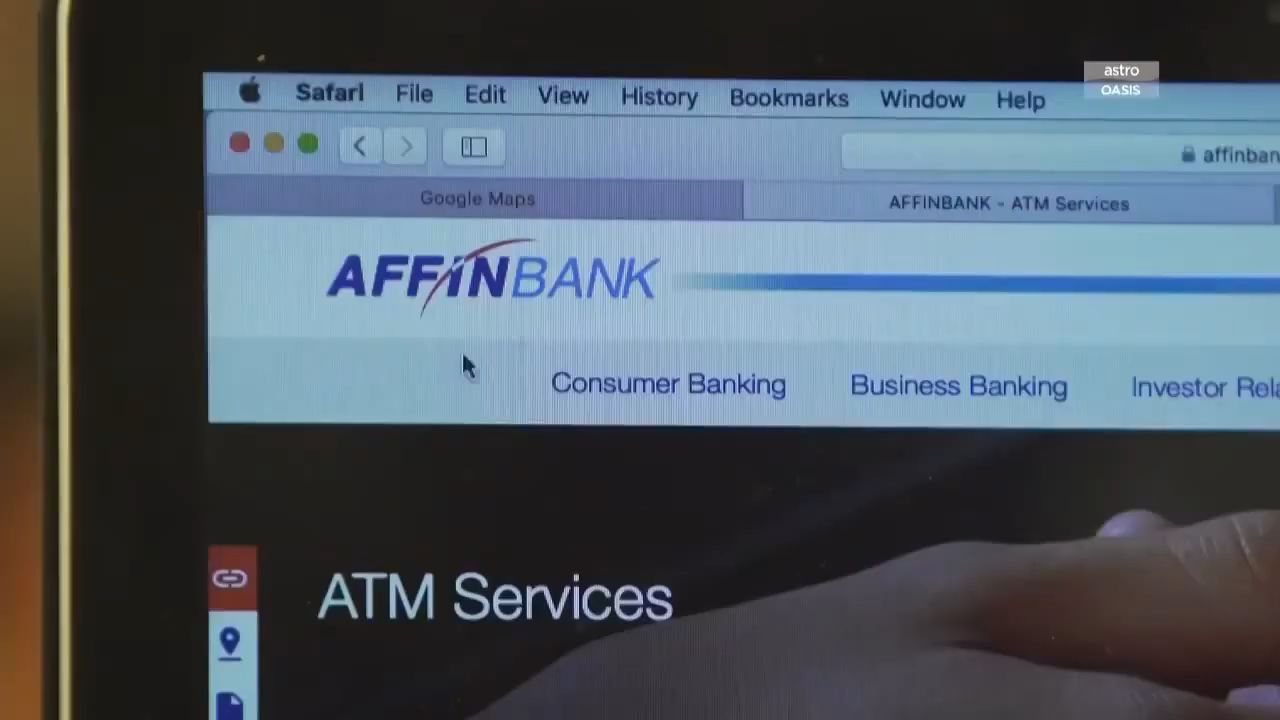 astro
OASIS
Safari File Edit View History Bookmarks Window Help
affinban
Google Maps
AFFINBANK - ATM Services
AFFINBANK
Consumer Banking Business Banking Investor Rela
ATM Services